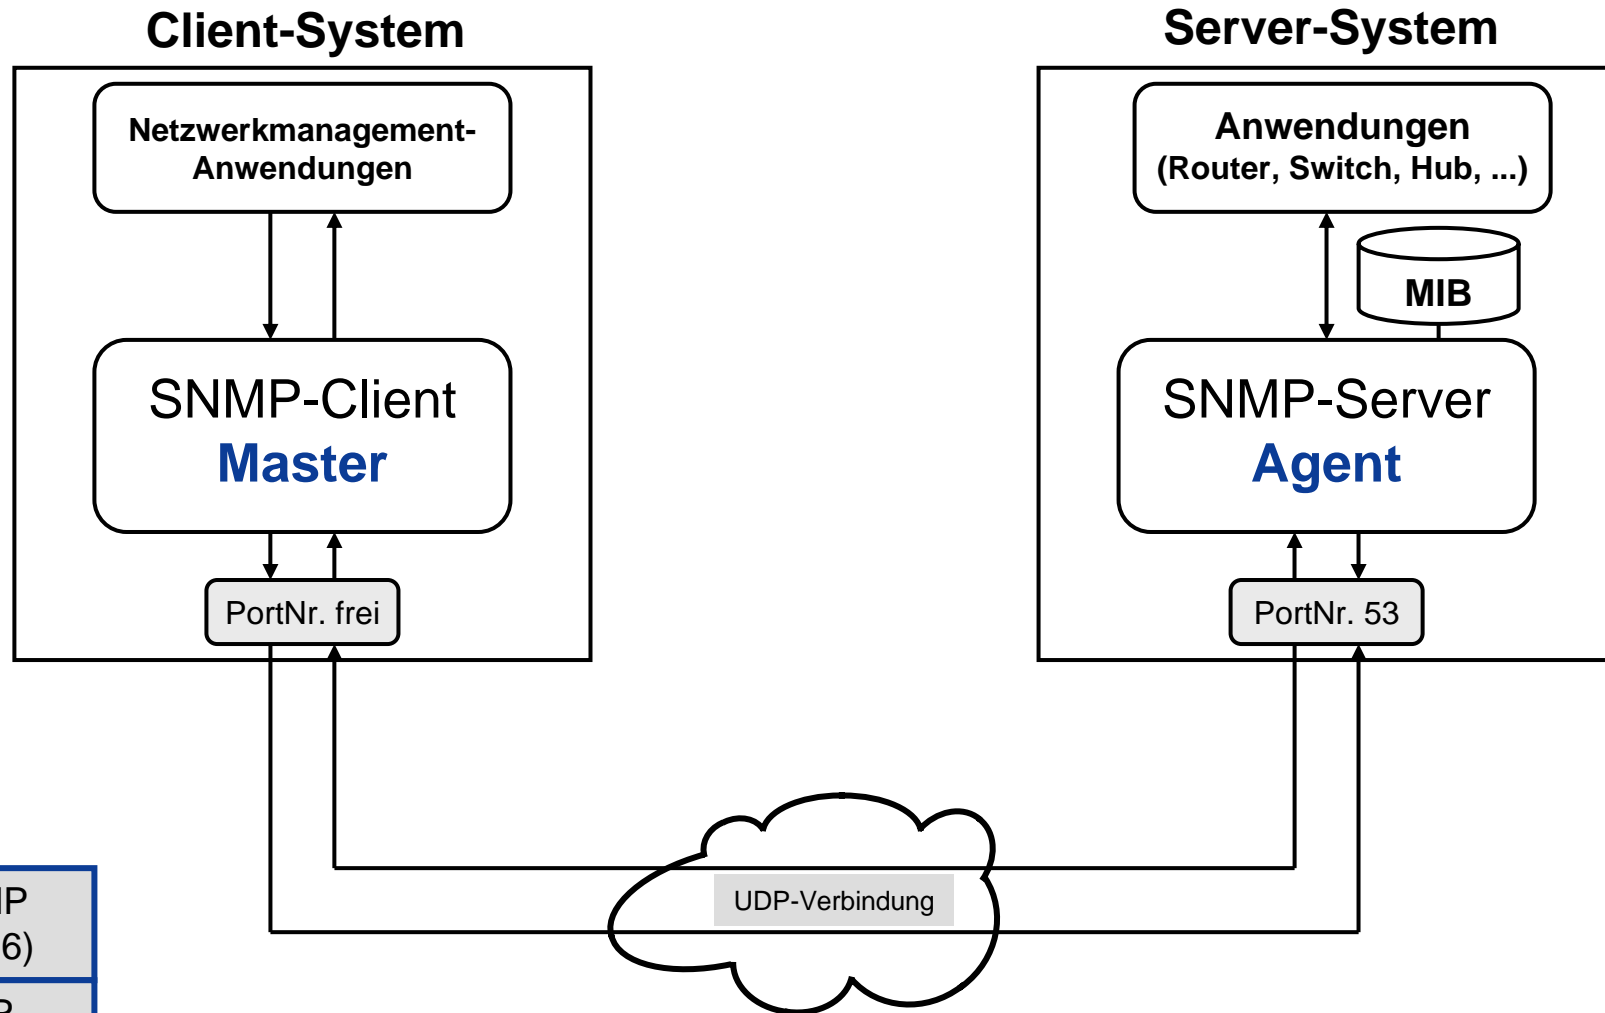 Client-System
Server-System
Netzwerkmanagement-
Anwendungen
Anwendungen
(Router, Switch, Hub, ...)
MIB
SNMP-Client
Master
SNMP-Server
Agent
PortNr. frei
PortNr. 53
UDP-Verbindung
6)